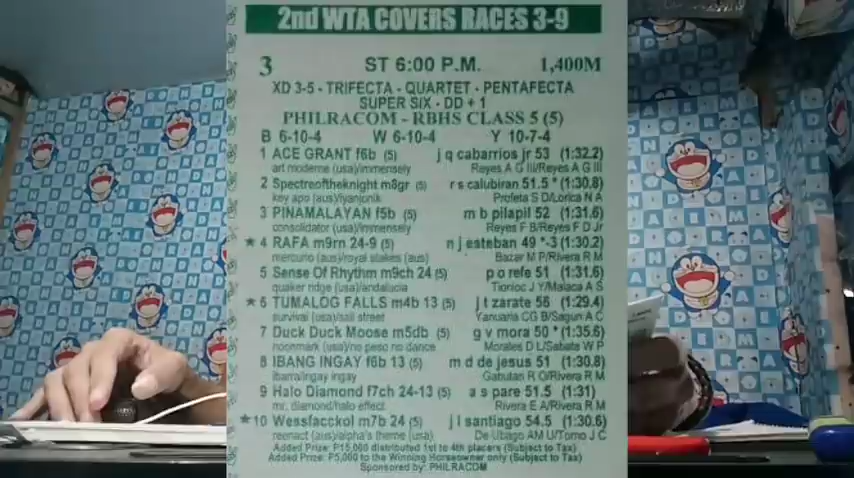 2nd WTA COVERS RACES 3-9
3 ST 6:00 P.M. 1,400M
XD 3-5 - TRIFECTA - QUARTET - PENTAFECTA
SUPER SIX - DD + 1
PHILRACOM - RBHS CLASS 5 (5)
B 6-10-4 W 6-10-4 Y 10-7-4
1 ACE GRANT f6b (5) j q cabarrios jr 53 (1:32.2)
art moderne (usa)/immensely Reyes A G III/Reyes A G III
2 Spectreoftheknight m8gr (5) r s calubiran 51.5 * (1:30.8)
key apo (aus)/lyanjonik Profeta S D/Lorica N A
3 PINAMALAYAN f5b (5) m b pilapil 52 (1:31.6)
consolidator (usa)/immensely Reyes F B/Reyes F D Jr
★ 4 RAFA m9rn 24-9 (5) n j esteban 49 *-3 (1:30.2)
mercurio (aus)/royal stakes (aus) Bazar M P/Rivera R M
5 Sense Of Rhythm m9ch 24 (5) p o refe 51 (1:31.6)
quaker ridge (usa)/andalucia Tionloc J Y/Malaca A S
★ 6 TUMALOG FALLS m4b 13 (5) j t zarate 56 (1:29.4)
survival (usa)/sali street Yanuaria CG B/Sagun A C
7 Duck Duck Moose m5db (5) g v mora 50 * (1:35.6)
noonmark (usa)/no peso no dance Morales D L/Sabate W P
8 IBANG INGAY f6b 13 (5) m d de jesus 51 (1:30.8)
ibarra/ingay ingay Gabutan R O/Rivera R M
9 Halo Diamond f7ch 24-13 (5) a s pare 51.5 (1:31)
mr. diamond/halo effect Rivera E A/Rivera R M
★ 10 Wessfacckol m7b 24 (5) j l santiago 54.5 (1:30.6)
reenact (aus)/alpha's theme (usa) De Ubago AM U/Torno J C
Added Prize: P15,000 distributed 1st to 4th placers (Subject to Tax)
Added Prize: P5,000 to the Winning Horseowner only (Subject to Tax)
Sponsored by: PHILRACOM